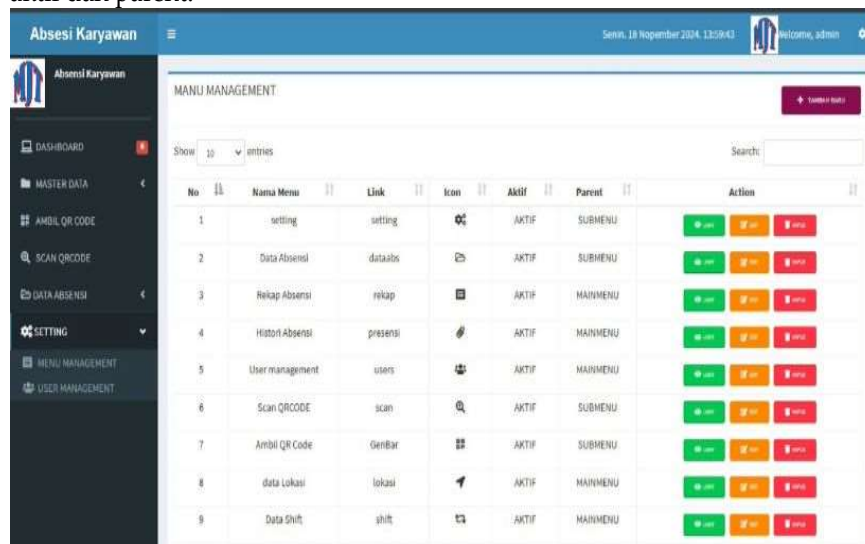 Absesi Karyawan
Senin, 18 Nopember 2024, 13:59:43
Welcome, admin
MJT
Absensi Karyawan
DASHBOARD
MASTER DATA
AMBIL QR CODE
SCAN QRCODE
DATA ABSENSI
SETTING
MENU MANAGEMENT
USER MANAGEMENT
MANU MANAGEMENT
TAMBAH BARU
Show 10 entries
Search:
No Nama Menu Link Icon Aktif Parent Action
1 setting setting AKTIF SUBMENU
2 Data Absensi dataabs AKTIF SUBMENU
3 Rekap Absensi rekap AKTIF MAINMENU
4 Histori Absensi presensi AKTIF MAINMENU
5 User management users AKTIF MAINMENU
6 Scan QRCODE scan AKTIF SUBMENU
7 Ambil QR Code GenBar AKTIF SUBMENU
8 data Lokasi lokasi AKTIF MAINMENU
9 Data Shift shift AKTIF MAINMENU